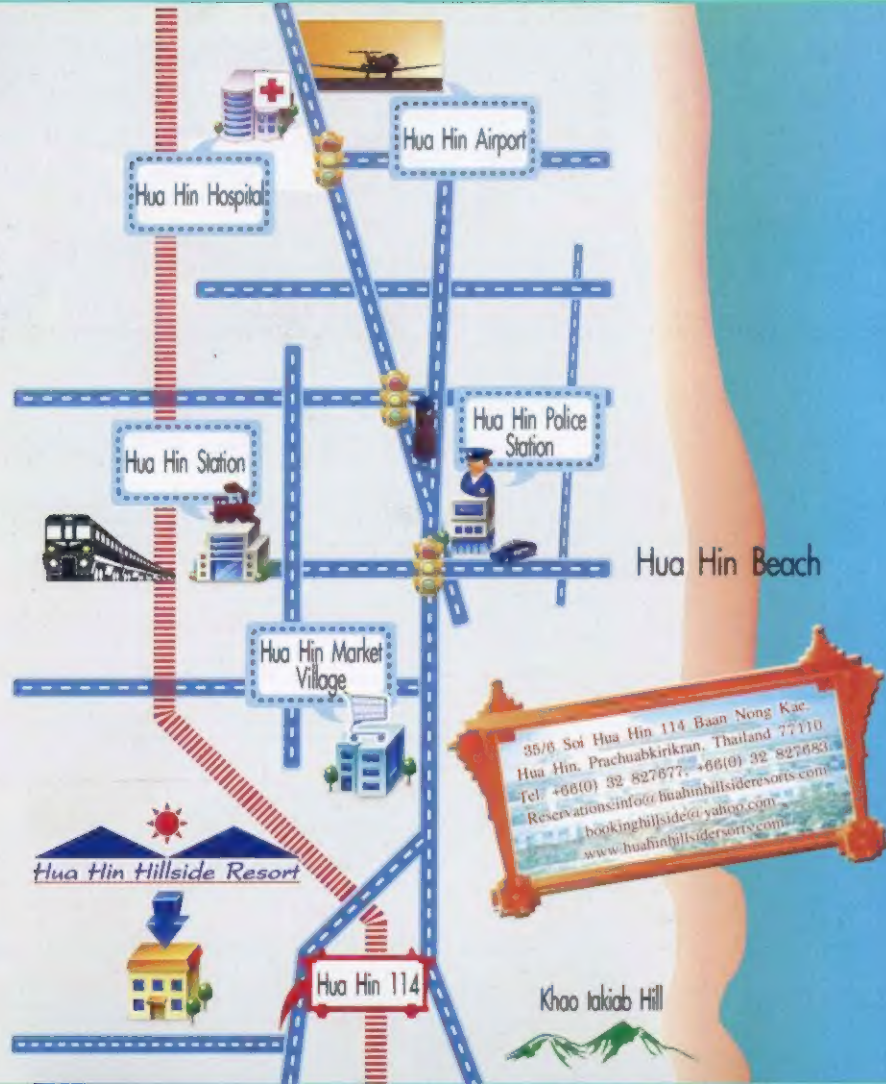 Hua Hin Airport
Hua Hin Hospital
Hua Hin Police
Station
Hua Hin Station
Hua Hin Beach
Hua Hin Market
Village
35/6 Soi Hua Hin 114 Baan Nong Kae,
Hua Hin, Prachuabkirikran, Thailand 77110
Tel. +66(0) 32 827677, +66(0) 32 827683
Reservations:info@huahinhillsideresorts.com
bookinghillside@yahoo.com
www.huahinhillsidersorts.com
Hua Hin Hillside Resort
Hua Hin 114
Khao takiab Hill